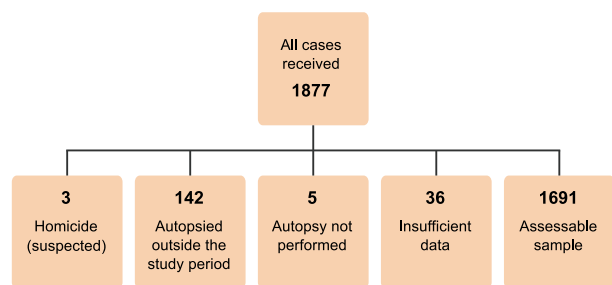 All cases
received
1877
3
Homicide
(suspected)
142
Autopsied
outside the
study period
5
Autopsy not
performed
36
Insufficient
data
1691
Assessable
sample